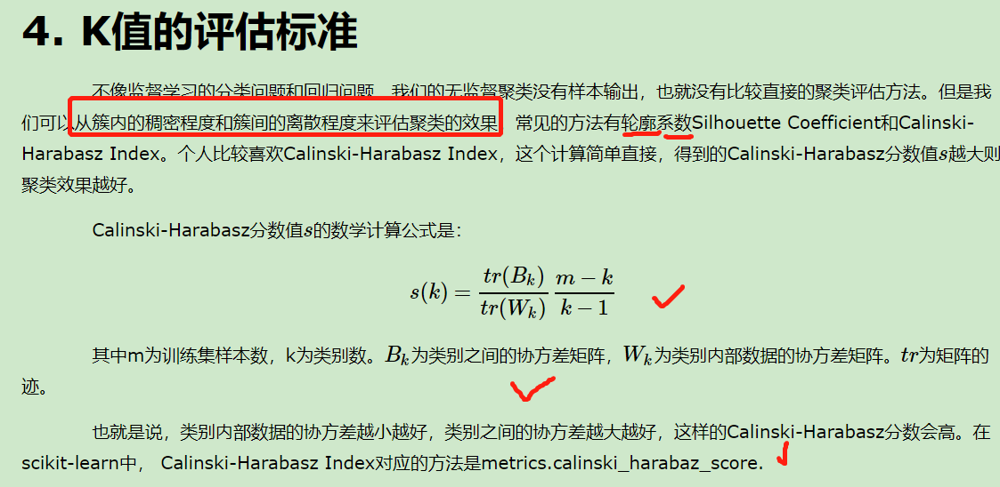 4. K值的评估标准
不像监督学习的分类问题和回归问题，我们的无监督聚类没有样本输出，也就没有比较直接的聚类评估方法。但是我
们可以从簇内的稠密程度和簇间的离散程度来评估聚类的效果 常见的方法有轮廓系数Silhouette Coefficient和Calinski-
Harabasz Index。个人比较喜欢Calinski-Harabasz Index，这个计算简单直接，得到的Calinski-Harabasz分数值s越大则
聚类效果越好。
Calinski-Harabasz分数值s的数学计算公式是：
s(k) = \frac{tr(B_k)}{tr(W_k)} \frac{m-k}{k-1}
其中m为训练集样本数，k为类别数。B_k为类别之间的协方差矩阵，W_k为类别内部数据的协方差矩阵。tr为矩阵的
迹。
也就是说，类别内部数据的协方差越小越好，类别之间的协方差越大越好，这样的Calinski-Harabasz分数会高。在
scikit-learn中， Calinski-Harabasz Index对应的方法是metrics.calinski_harabaz_score.